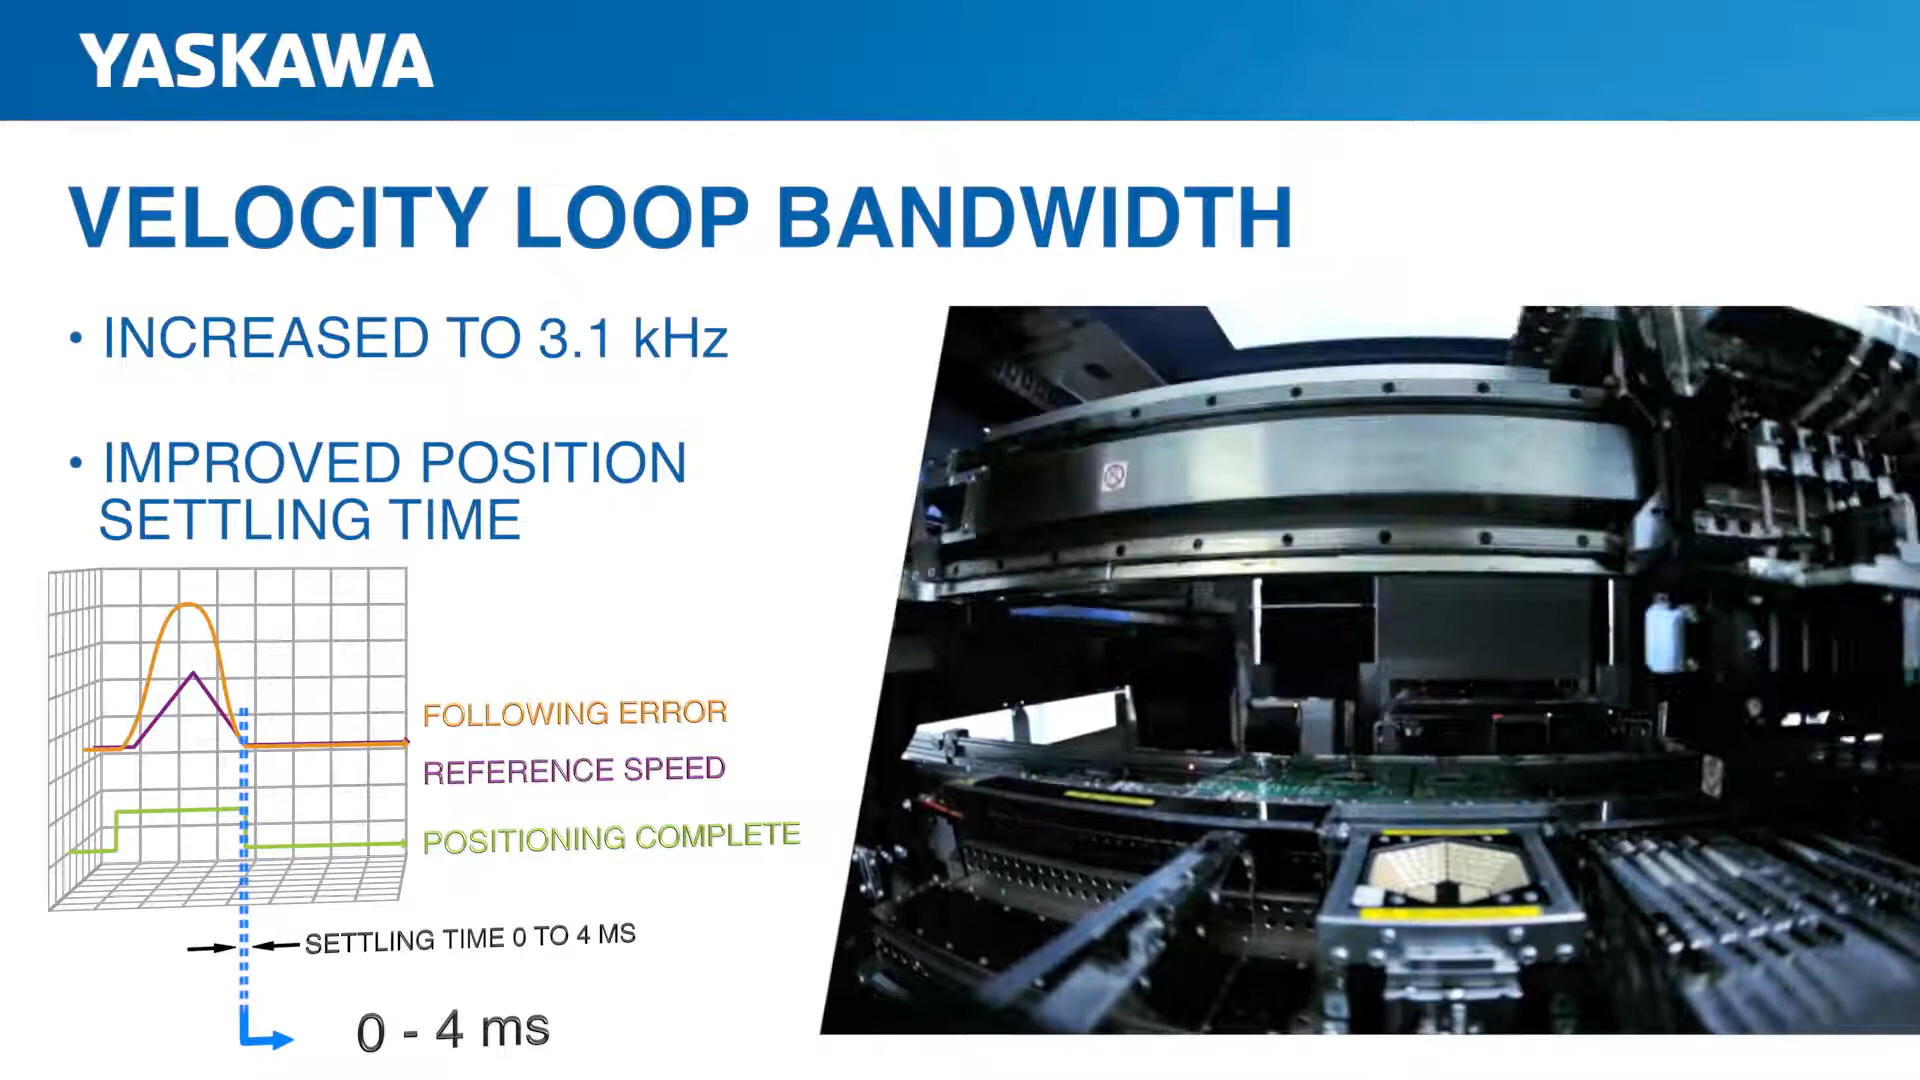 YASKAWA
VELOCITY LOOP BANDWIDTH
• INCREASED TO 3.1 kHz
• IMPROVED POSITION
SETTLING TIME
FOLLOWING ERROR
REFERENCE SPEED
POSITIONING COMPLETE
SETTLING TIME 0 TO 4 MS
0 - 4 ms